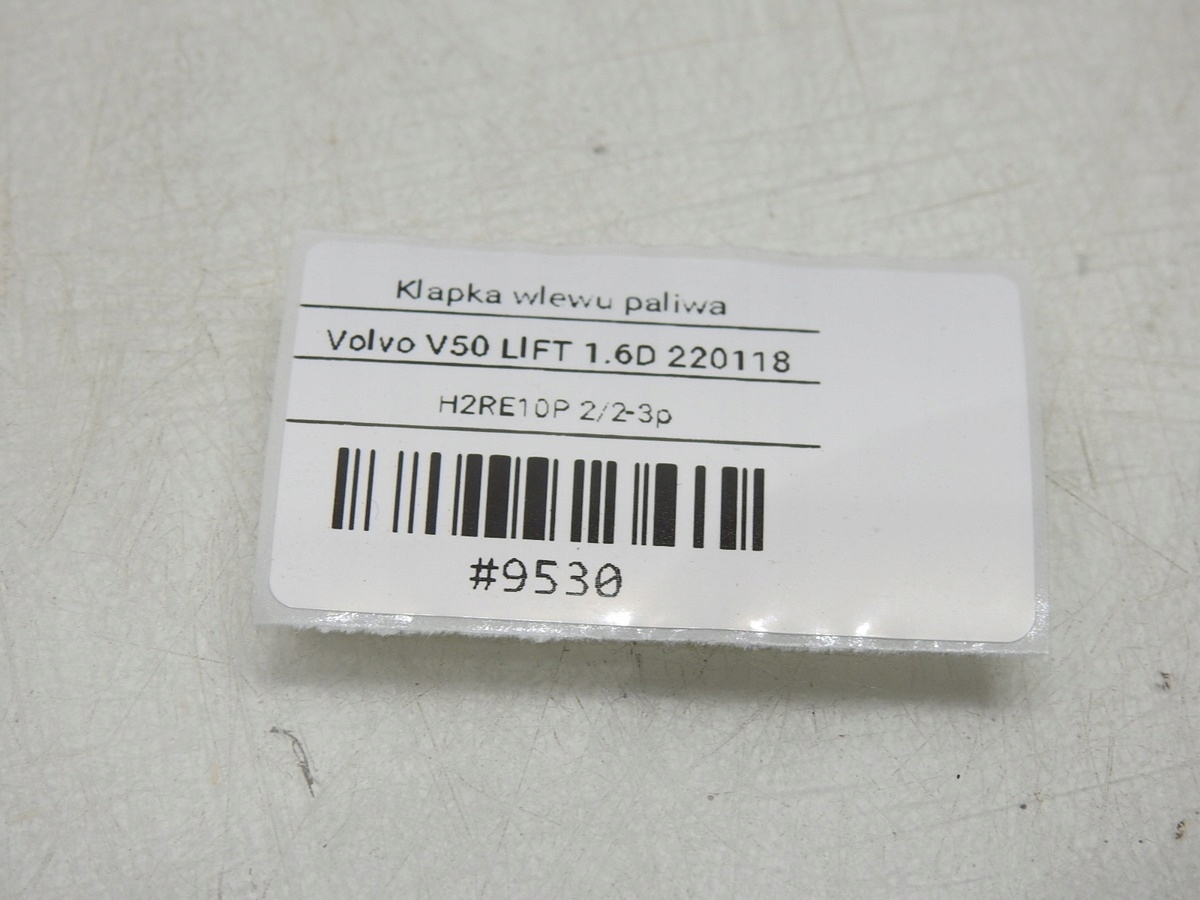 Klapka wlewu paliwa
Volvo V50 LIFT 1.6D 220118
H2RE10P 2/2-3p
#9530